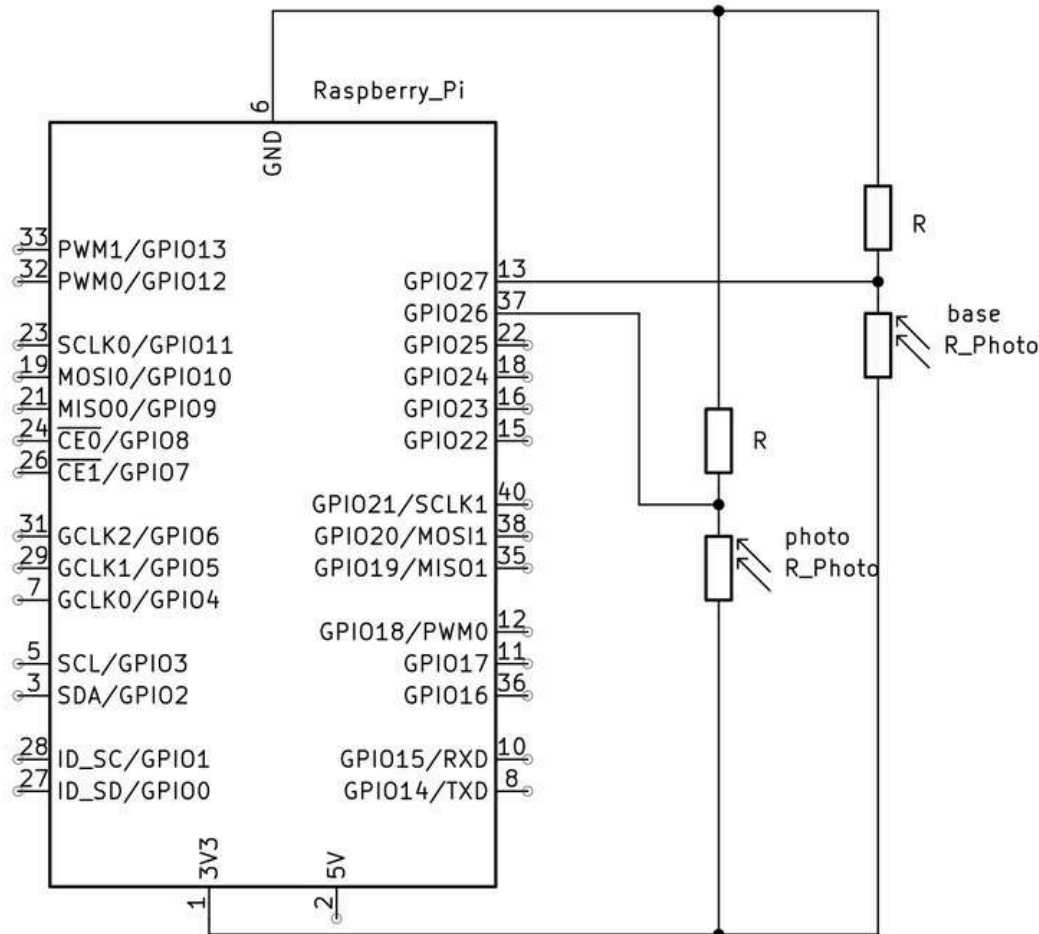 Raspberry_Pi
6
GND
33
PWM1/GPIO13
32
PWM0/GPIO12
23
SCLK0/GPIO11
19
MOSI0/GPIO10
21
MISO0/GPIO9
24
CE0/GPIO8
26
CE1/GPIO7
31
GCLK2/GPIO6
29
GCLK1/GPIO5
7
GCLK0/GPIO4
5
SCL/GPIO3
3
SDA/GPIO2
28
ID_SC/GPIO1
27
ID_SD/GPIO0
GPIO27
13
GPIO26
37
GPIO25
22
GPIO24
18
GPIO23
16
GPIO22
15
GPIO21/SCLK1
40
GPIO20/MOSI1
38
GPIO19/MISO1
35
GPIO18/PWM0
12
GPIO17
11
GPIO16
36
GPIO15/RXD
10
GPIO14/TXD
8
3V3
1
5V
2
R
base
R_Photo
R
photo
R_Photo